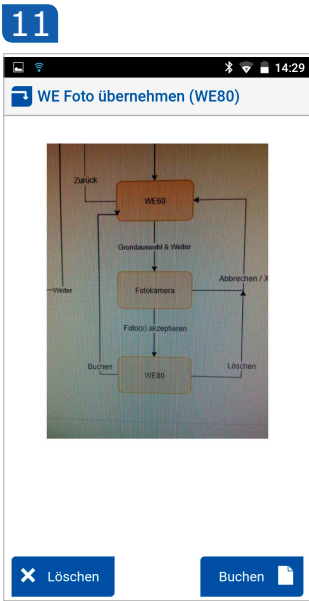 11
14:29
WE Foto übernehmen (WE80)
Zurück
WE60
Grundauswahl & Weiter
Abbrechen / X
Weiter
Fotokamera
Foto(s) akzeptieren
Buchen
Löschen
WE80
Löschen
Buchen